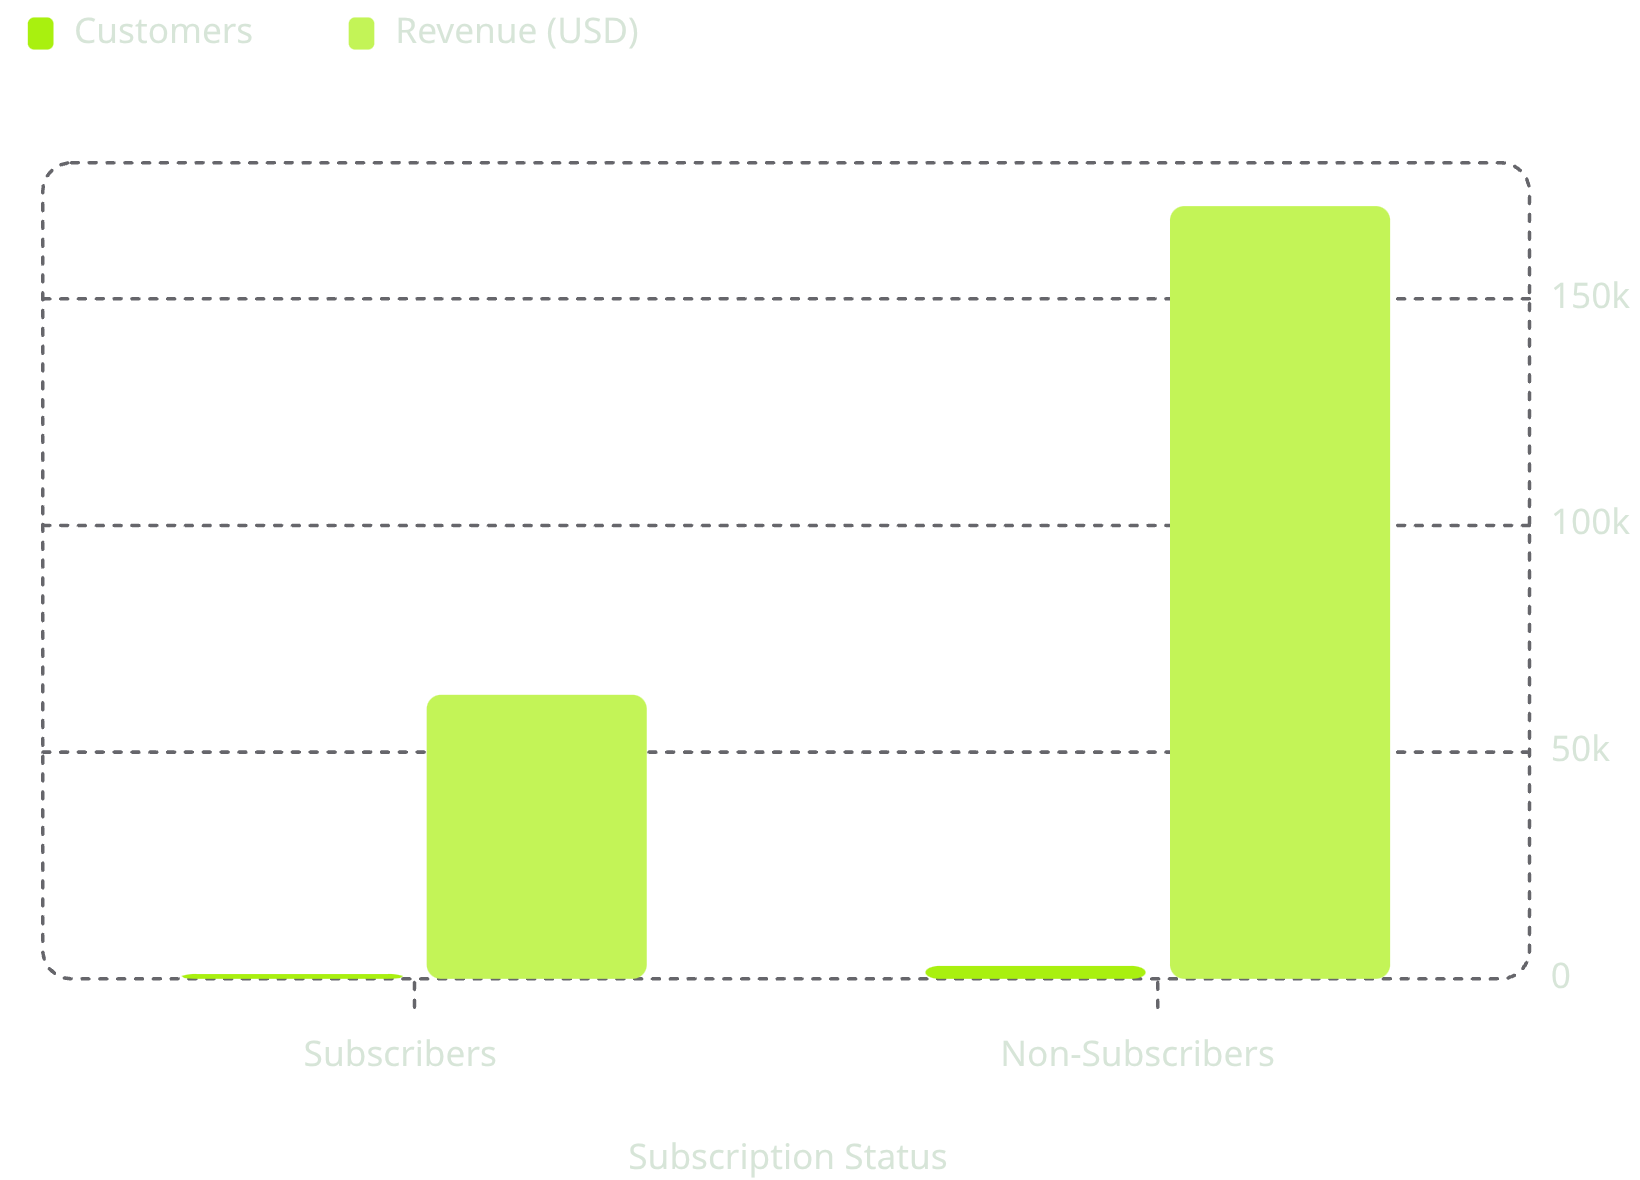 Customers
Revenue (USD)
150k
100k
50k
0
Subscribers
Non-Subscribers
Subscription Status